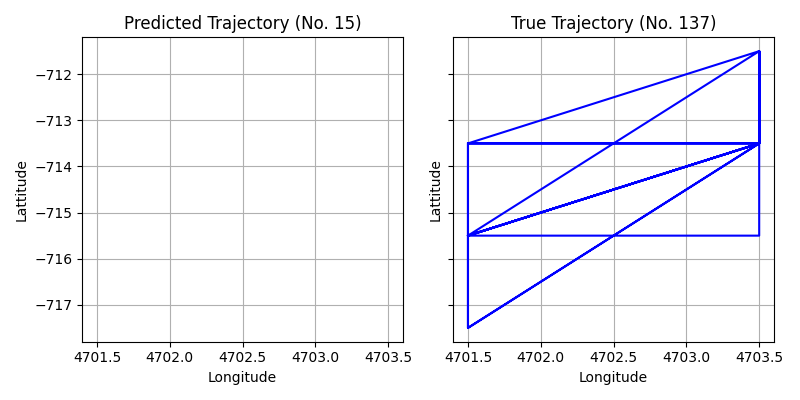 Predicted Trajectory (No. 15)
True Trajectory (No. 137)
Lattitude
−712
−713
−714
−715
−716
−717
4701.5 4702.0 4702.5 4703.0 4703.5
Longitude
Lattitude
4701.5 4702.0 4702.5 4703.0 4703.5
Longitude